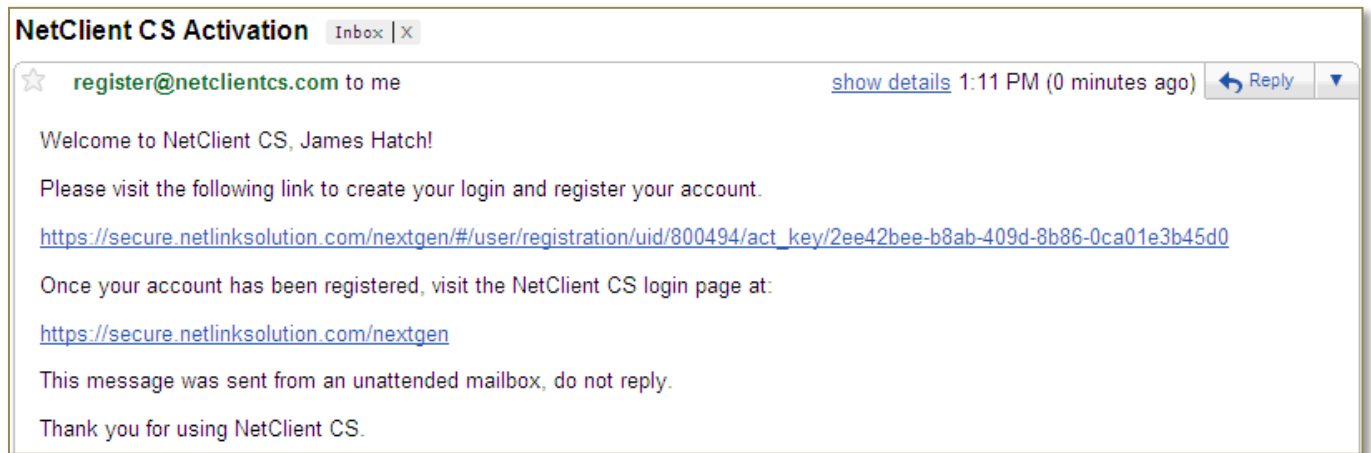 NetClient CS Activation Inbox | X
register@netclientcs.com to me show details 1:11 PM (0 minutes ago) Reply
Welcome to NetClient CS, James Hatch!
Please visit the following link to create your login and register your account.
https://secure.netlinksolution.com/nextgen/#/user/registration/uid/800494/act_key/2ee42bee-b8ab-409d-8b86-0ca01e3b45d0
Once your account has been registered, visit the NetClient CS login page at:
https://secure.netlinksolution.com/nextgen
This message was sent from an unattended mailbox, do not reply.
Thank you for using NetClient CS.